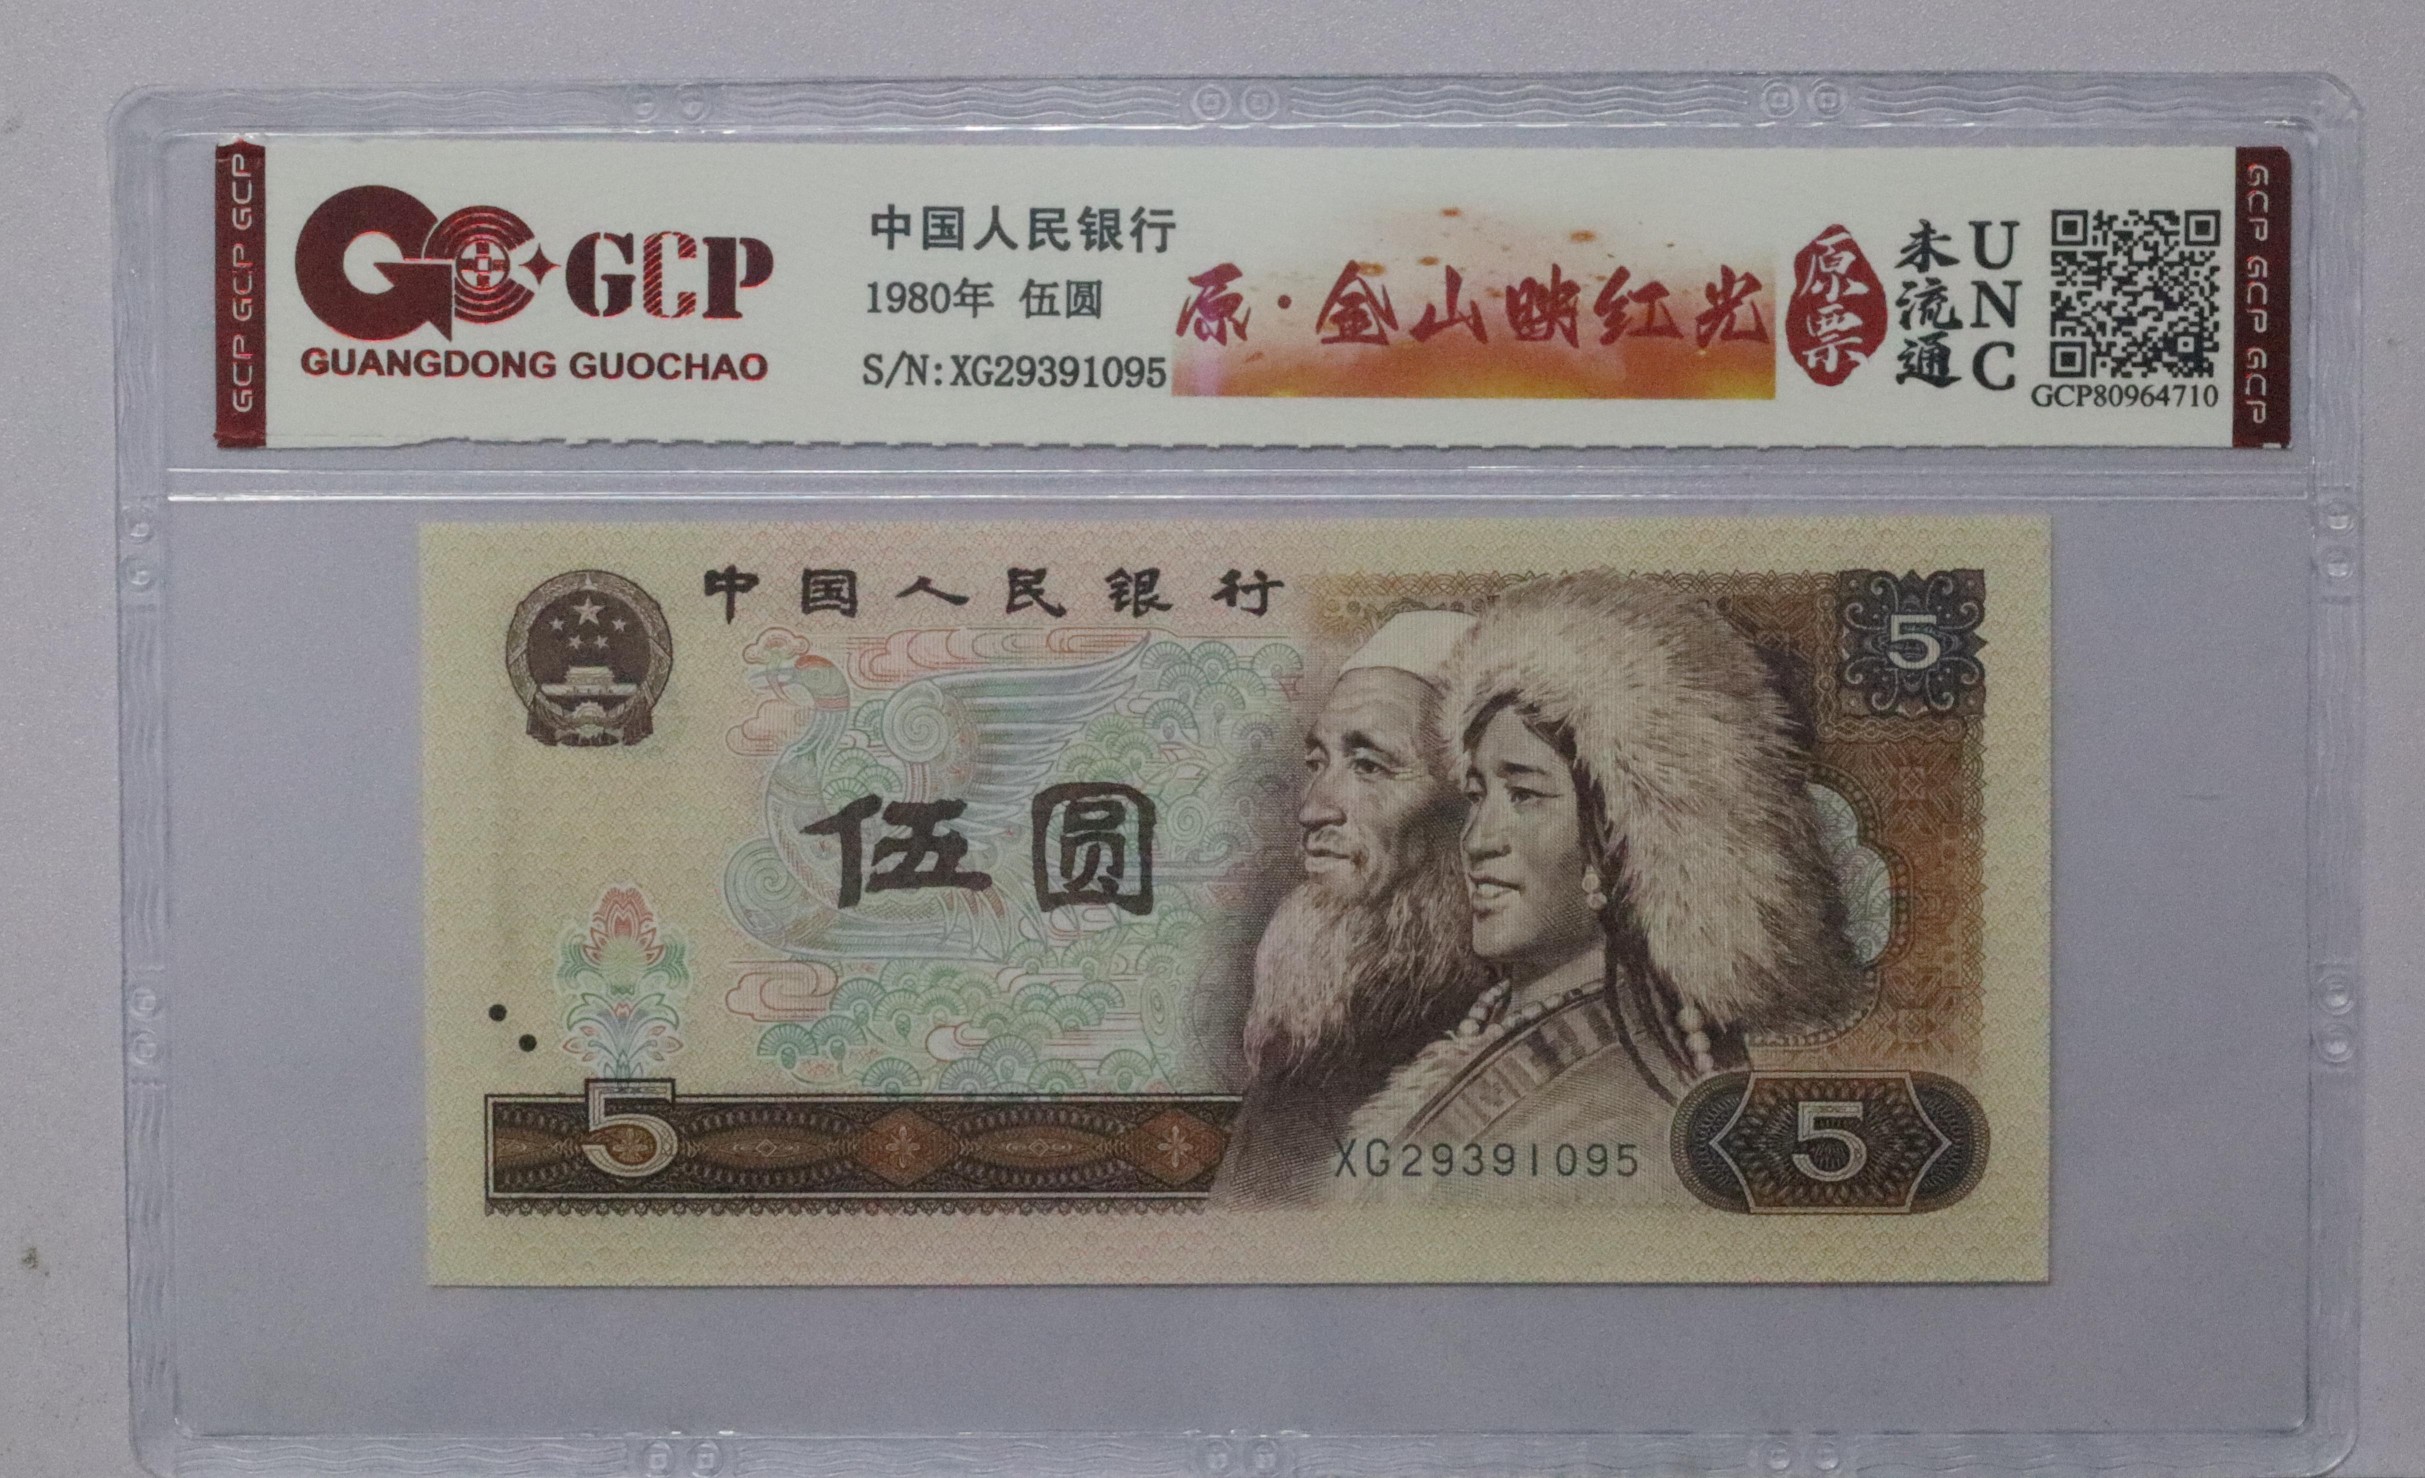 GCP GCP GCP
GCP
GUANGDONG GUOCHAO
中国人民银行
1980年 伍圆
S/N:XG29391095
原·金山映红光
原票
未流通
UNC
GCP80964710
GCP GCP GCP
中国人民银行
5
伍圆
5
XG29391095
5